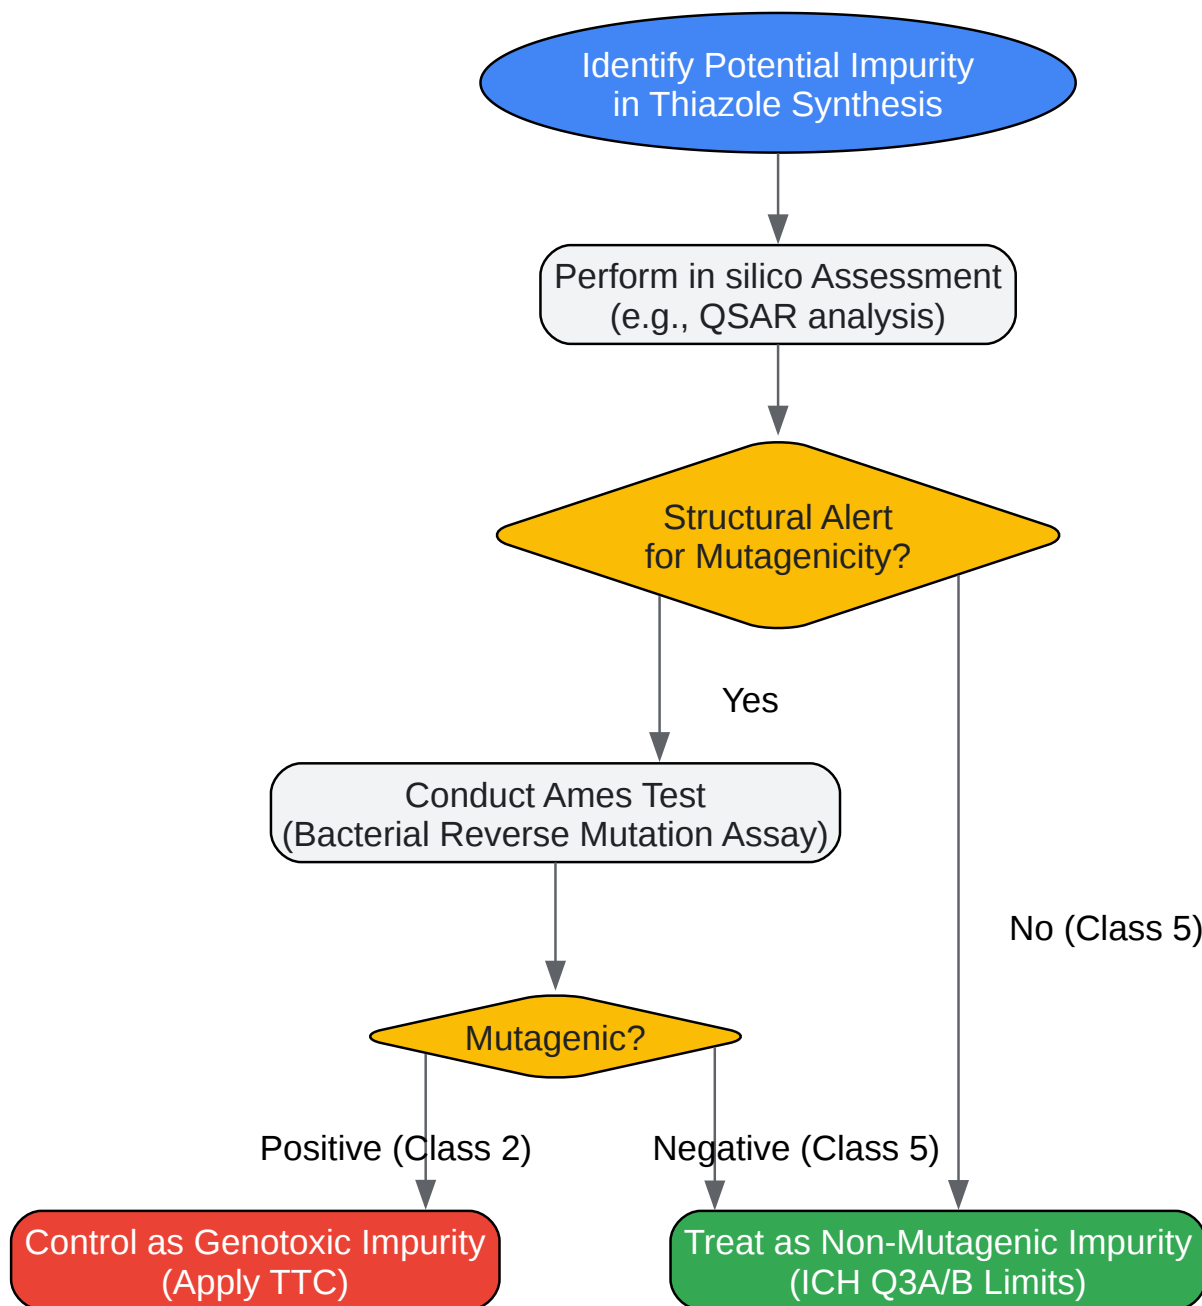 Identify Potential Impurity
in Thiazole Synthesis
Perform in silico Assessment
(e.g., QSAR analysis)
Structural Alert
for Mutagenicity?
Yes
Conduct Ames Test
(Bacterial Reverse Mutation Assay)
No (Class 5)
Mutagenic?
Positive (Class 2)
Negative (Class 5)
Control as Genotoxic Impurity
(Apply TTC)
Treat as Non-Mutagenic Impurity
(ICH Q3A/B Limits)